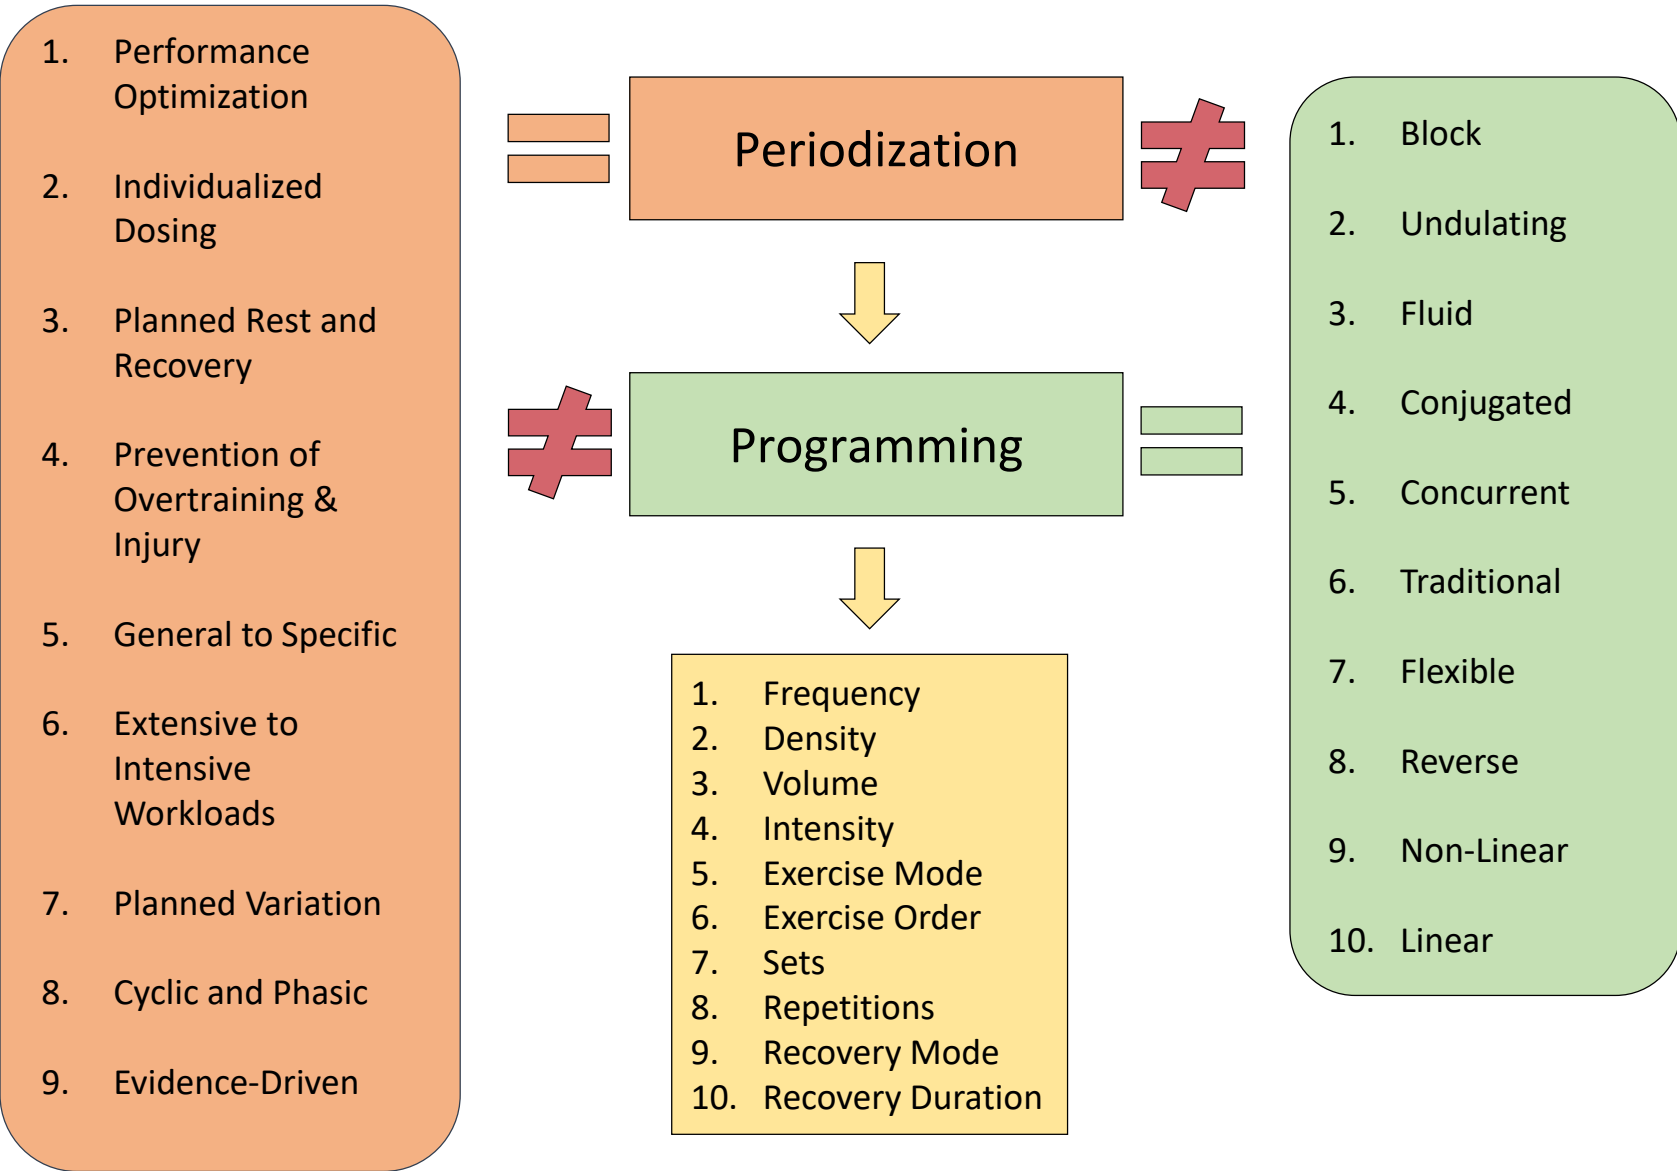 1. Performance
Optimization
2. Individualized
Dosing
3. Planned Rest and
Recovery
4. Prevention of
Overtraining &
Injury
5. General to Specific
6. Extensive to
Intensive
Workloads
7. Planned Variation
8. Cyclic and Phasic
9. Evidence-Driven
Periodization
Programming
1. Frequency
2. Density
3. Volume
4. Intensity
5. Exercise Mode
6. Exercise Order
7. Sets
8. Repetitions
9. Recovery Mode
10. Recovery Duration
1. Block
2. Undulating
3. Fluid
4. Conjugated
5. Concurrent
6. Traditional
7. Flexible
8. Reverse
9. Non-Linear
10. Linear